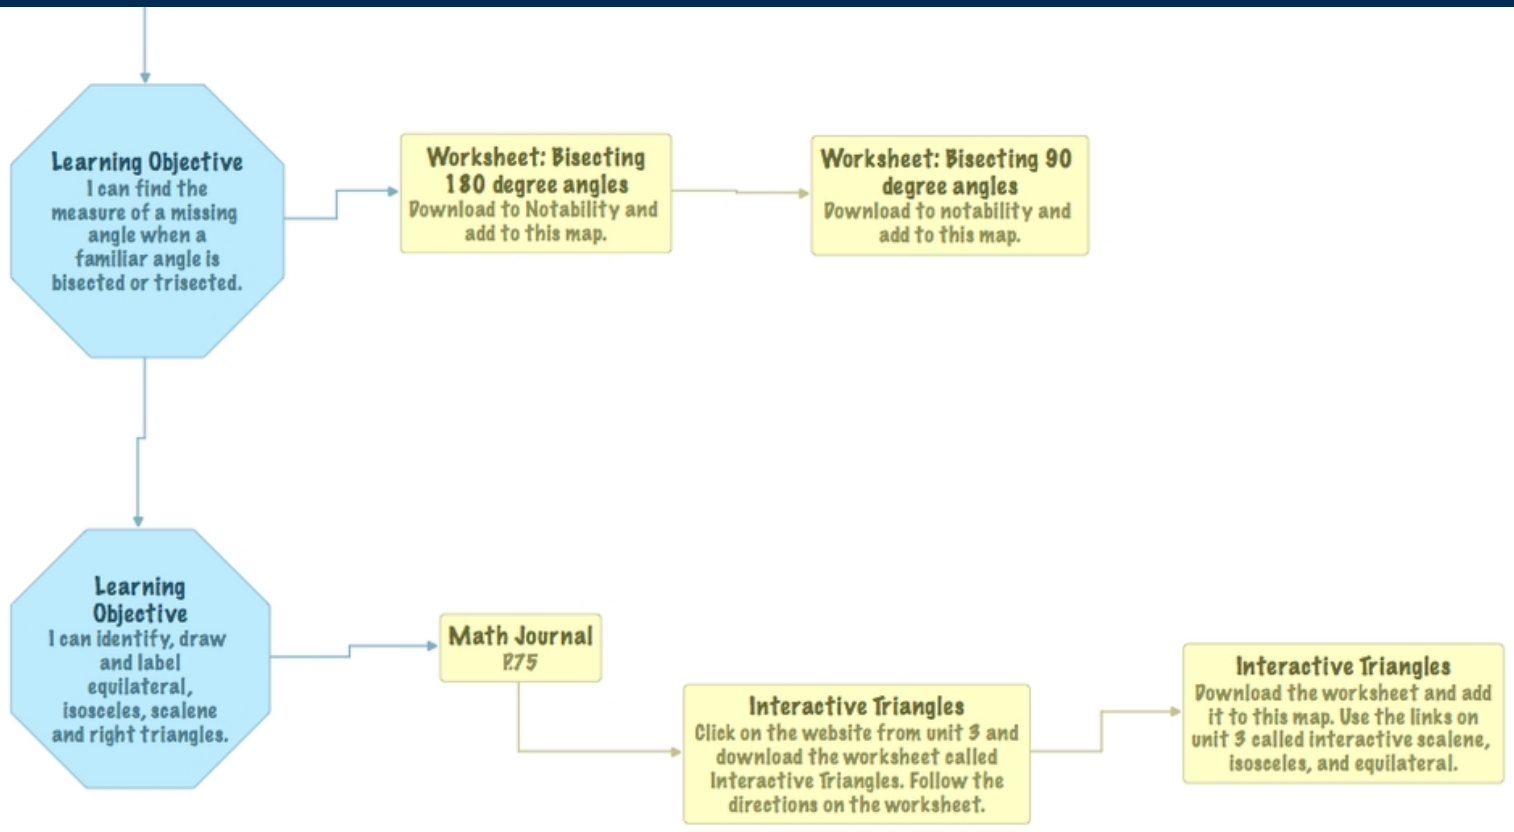 Learning Objective
I can find the
measure of a missing
angle when a
familiar angle is
bisected or trisected.
Worksheet: Bisecting
180 degree angles
Download to Notability and
add to this map.
Worksheet: Bisecting 90
degree angles
Download to notability and
add to this map.
Learning
Objective
I can identify, draw
and label
equilateral,
isosceles, scalene
and right triangles.
Math Journal
P.75
Interactive Triangles
Click on the website from unit 3 and
download the worksheet called
Interactive Triangles. Follow the
directions on the worksheet.
Interactive Triangles
Download the worksheet and add
it to this map. Use the links on
unit 3 called interactive scalene,
isosceles, and equilateral.